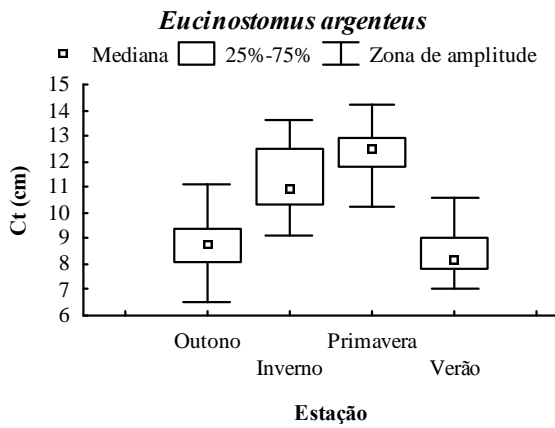 Eucinostomus argenteus
Mediana 25%-75% Zona de amplitude
15
14
13
12
11
10
9
8
7
6
Ct (cm)
Outono Primavera
Inverno Verão
Estação